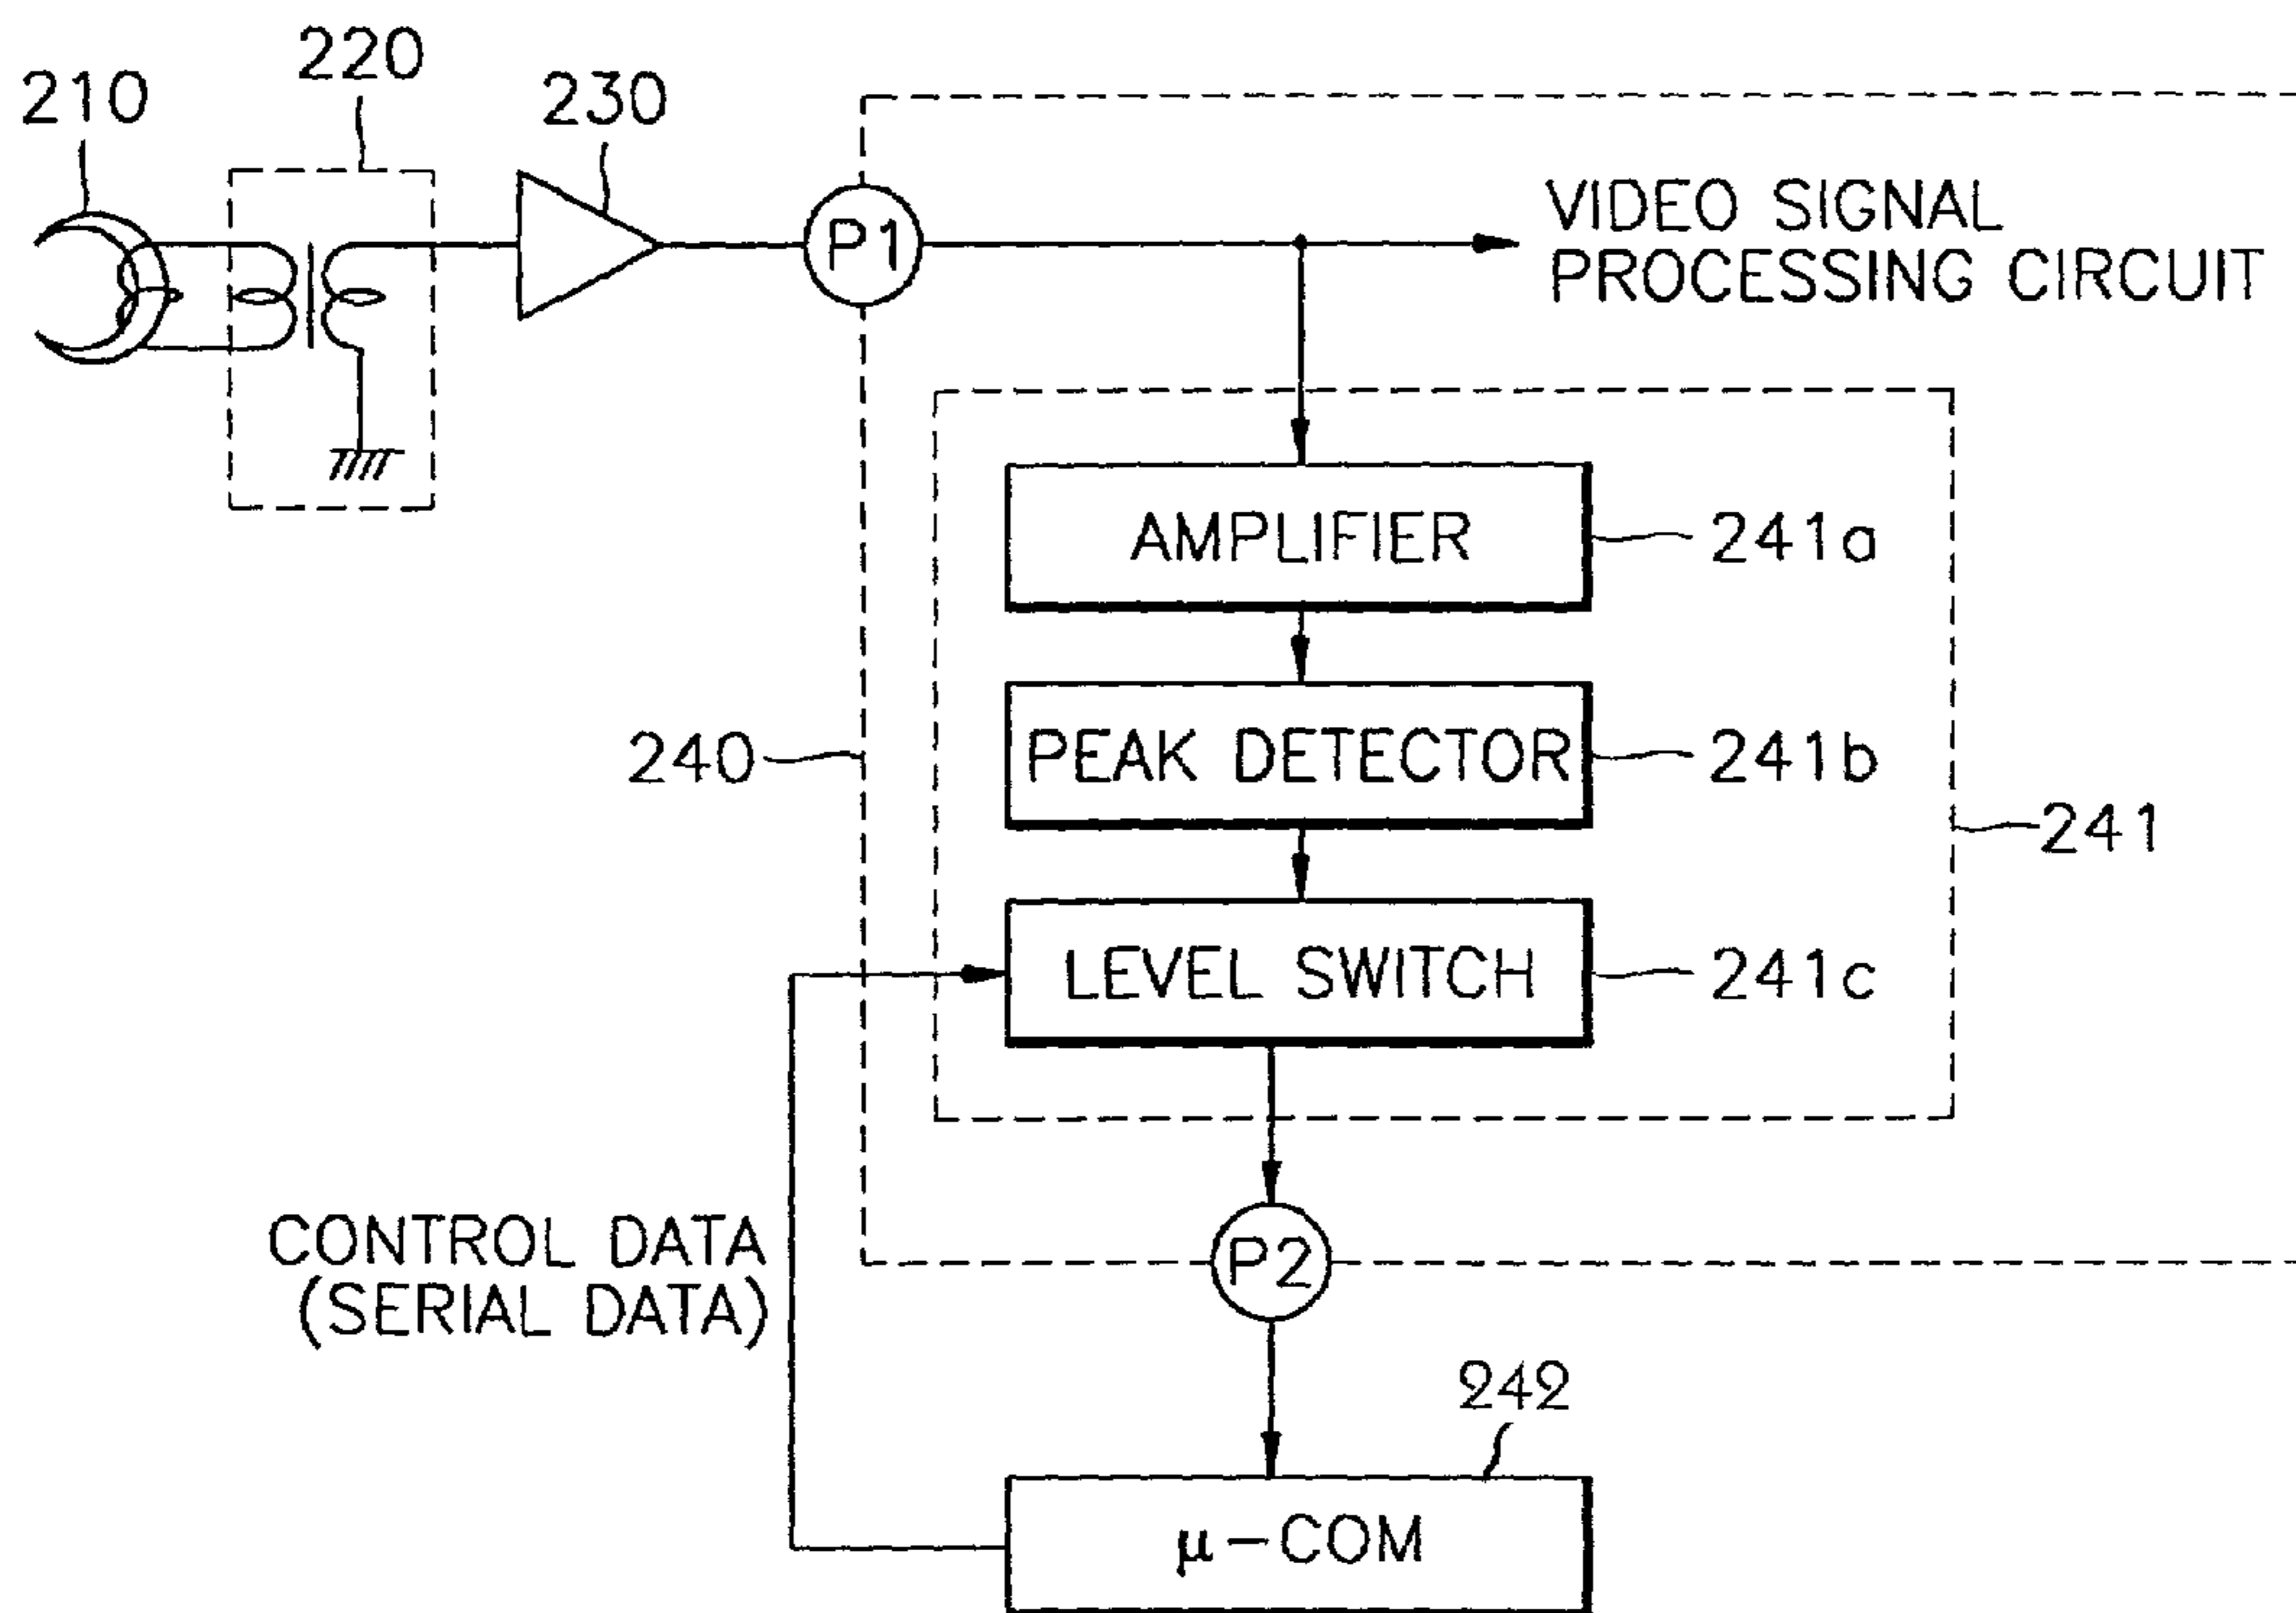 220
210
230
P1
VIDEO SIGNAL
PROCESSING CIRCUIT
AMPLIFIER
241a
PEAK DETECTOR
241b
240
241
LEVEL SWITCH
241c
CONTROL DATA
(SERIAL DATA)
P2
242
μ-COM